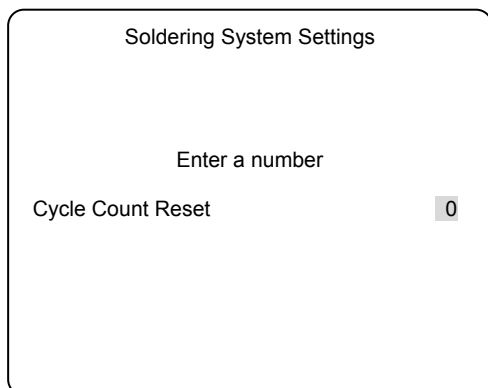 Soldering System Settings
Enter a number
Cycle Count Reset 0